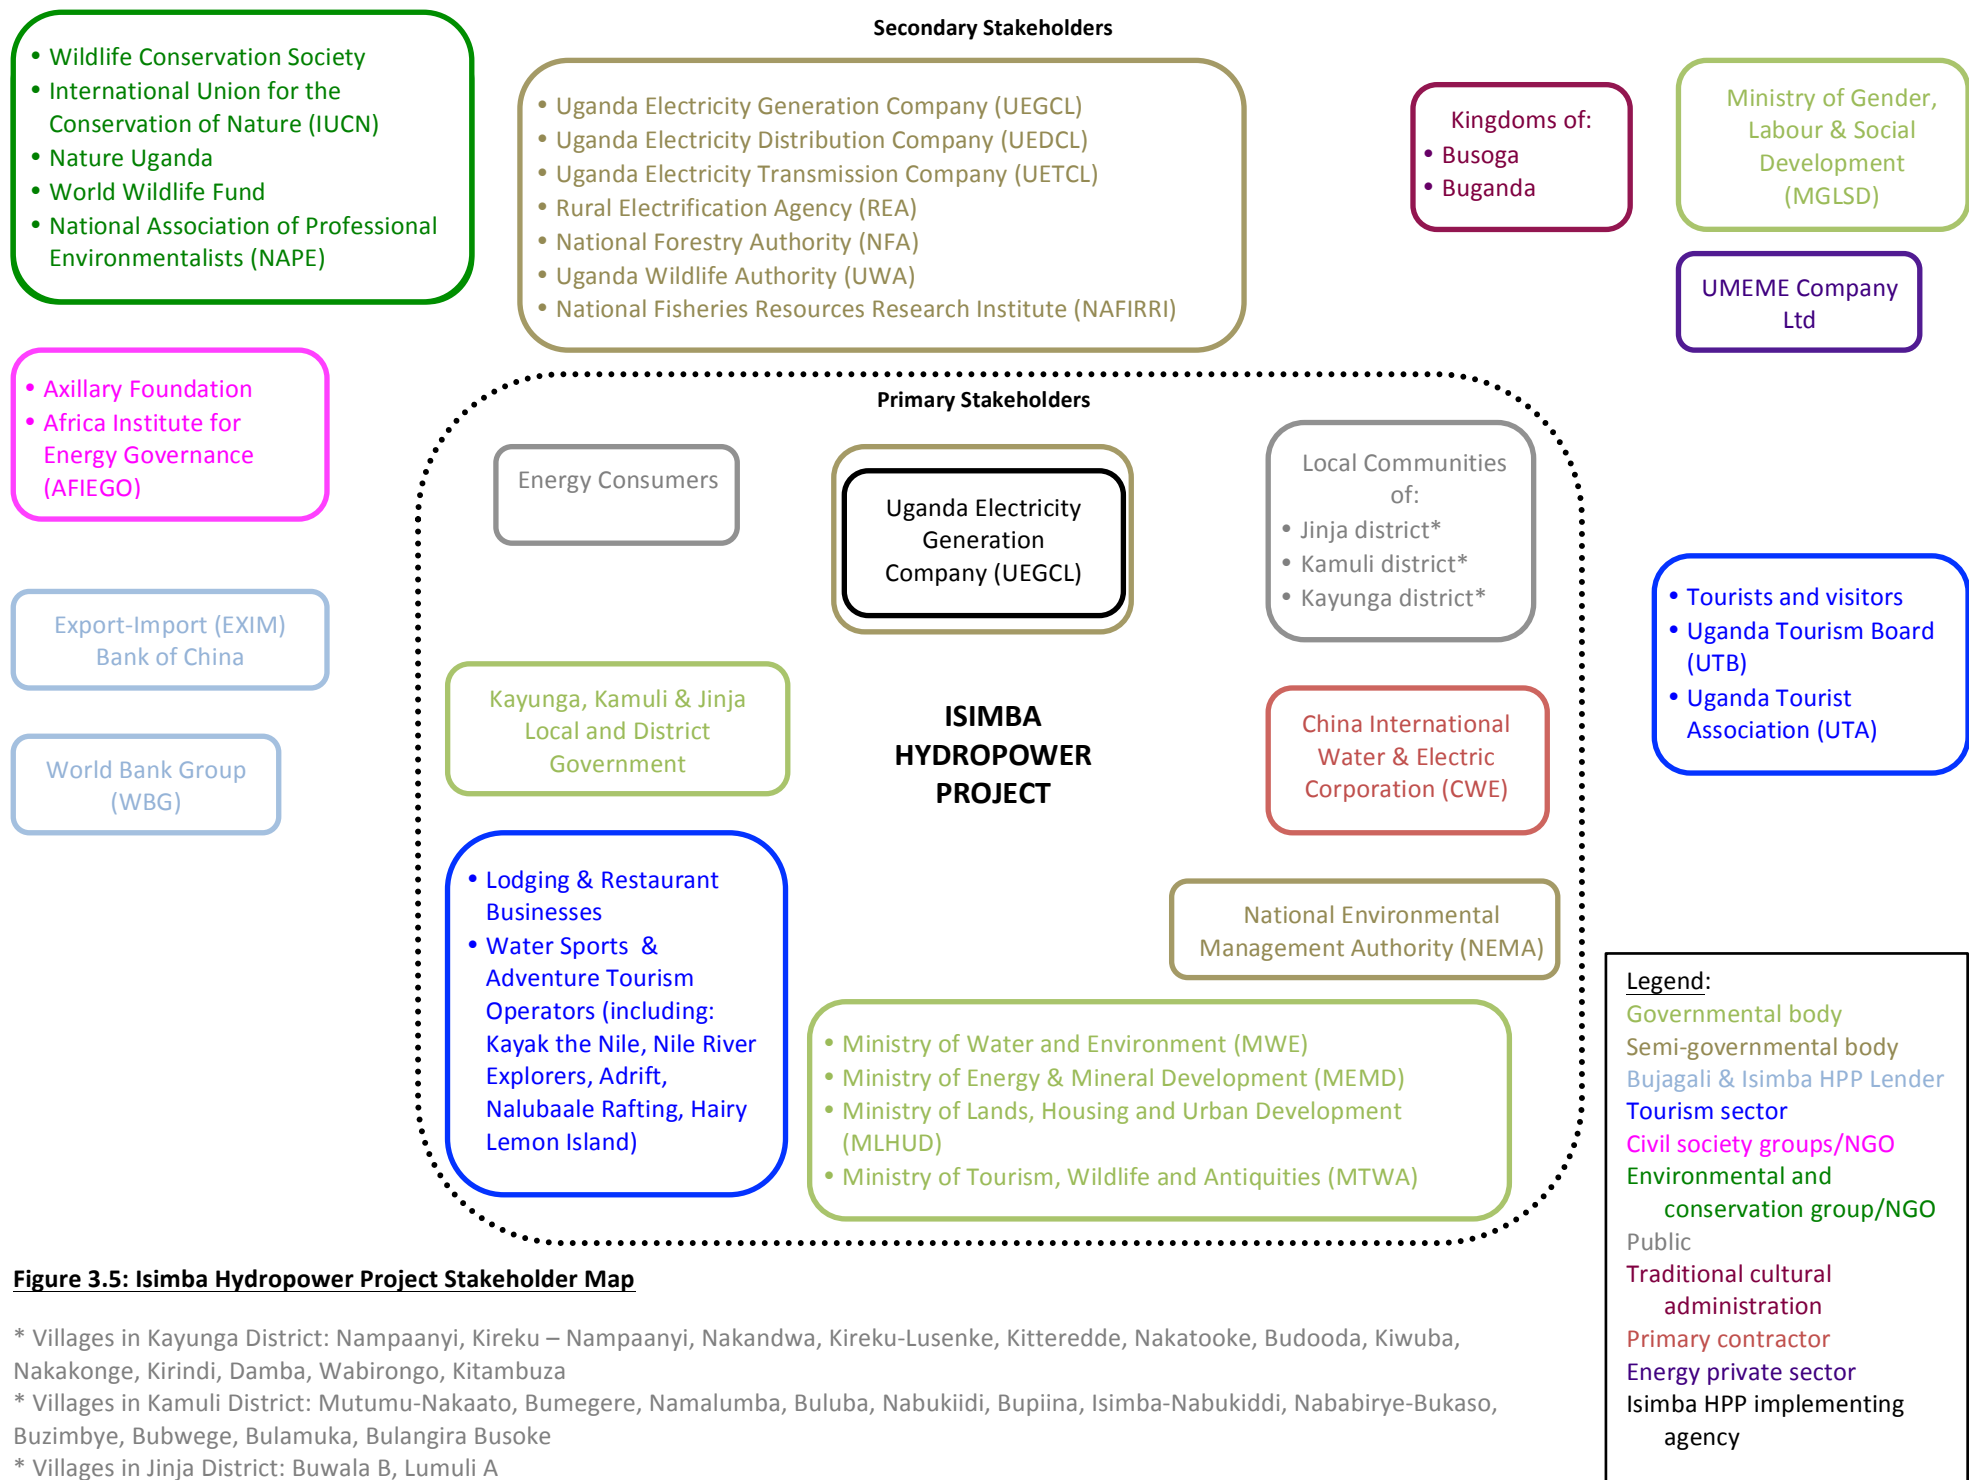 Secondary Stakeholders
• Wildlife Conservation Society
• International Union for the
Conservation of Nature (IUCN)
• Nature Uganda
• World Wildlife Fund
• National Association of Professional
Environmentalists (NAPE)
• Uganda Electricity Generation Company (UEGCL)
• Uganda Electricity Distribution Company (UEDCL)
• Uganda Electricity Transmission Company (UETCL)
• Rural Electrification Agency (REA)
• National Forestry Authority (NFA)
• Uganda Wildlife Authority (UWA)
• National Fisheries Resources Research Institute (NAFIRRI)
Kingdoms of:
• Busoga
• Buganda
Ministry of Gender,
Labour & Social
Development
(MGLSD)
UMEME Company
Ltd
• Axillary Foundation
• Africa Institute for
Energy Governance
(AFIEGO)
Export-Import (EXIM)
Bank of China
World Bank Group
(WBG)
Primary Stakeholders
Energy Consumers
Uganda Electricity
Generation
Company (UEGCL)
Local Communities
of:
• Jinja district*
• Kamuli district*
• Kayunga district*
• Tourists and visitors
• Uganda Tourism Board
(UTB)
• Uganda Tourist
Association (UTA)
Kayunga, Kamuli & Jinja
Local and District
Government
ISIMBA
HYDROPOWER
PROJECT
China International
Water & Electric
Corporation (CWE)
• Lodging & Restaurant
Businesses
• Water Sports &
Adventure Tourism
Operators (including:
Kayak the Nile, Nile River
Explorers, Adrift,
Nalubaale Rafting, Hairy
Lemon Island)
National Environmental
Management Authority (NEMA)
• Ministry of Water and Environment (MWE)
• Ministry of Energy & Mineral Development (MEMD)
• Ministry of Lands, Housing and Urban Development
(MLHUD)
• Ministry of Tourism, Wildlife and Antiquities (MTWA)
Legend:
Governmental body
Semi-governmental body
Bujagali & Isimba HPP Lender
Tourism sector
Civil society groups/NGO
Environmental and
conservation group/NGO
Public
Traditional cultural
administration
Primary contractor
Energy private sector
Isimba HPP implementing
agency
Figure 3.5: Isimba Hydropower Project Stakeholder Map
* Villages in Kayunga District: Nampaanyi, Kireku – Nampaanyi, Nakandwa, Kireku-Lusenke, Kitteredde, Nakatooke, Budooda, Kiwuba,
Nakakonge, Kirindi, Damba, Wabirongo, Kitambuza
* Villages in Kamuli District: Mutumu-Nakaato, Bumegere, Namalumba, Buluba, Nabukiidi, Bupiina, Isimba-Nabukiddi, Nababirye-Bukaso,
Buzimbye, Bubwege, Bulamuka, Bulangira Busoke
* Villages in Jinja District: Buwala B, Lumuli A